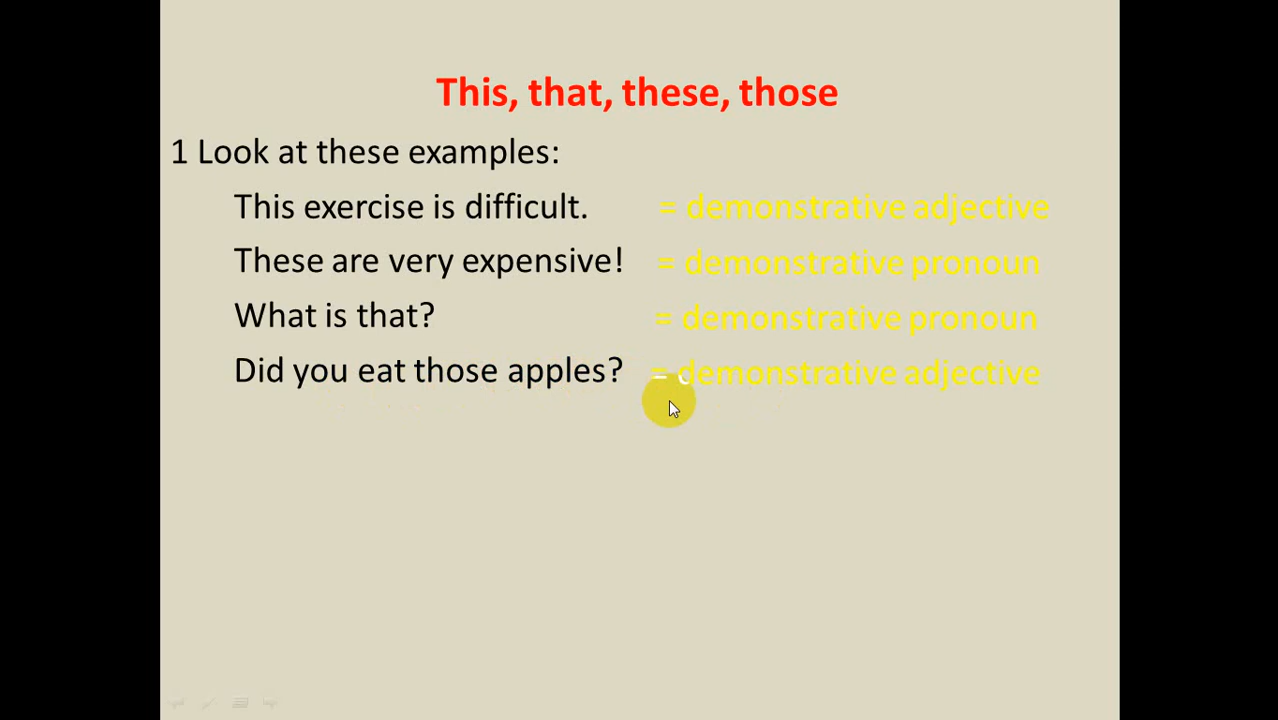 This, that, these, those
1 Look at these examples:
This exercise is difficult. = demonstrative adjective
These are very expensive! = demonstrative pronoun
What is that? = demonstrative pronoun
Did you eat those apples? = demonstrative adjective